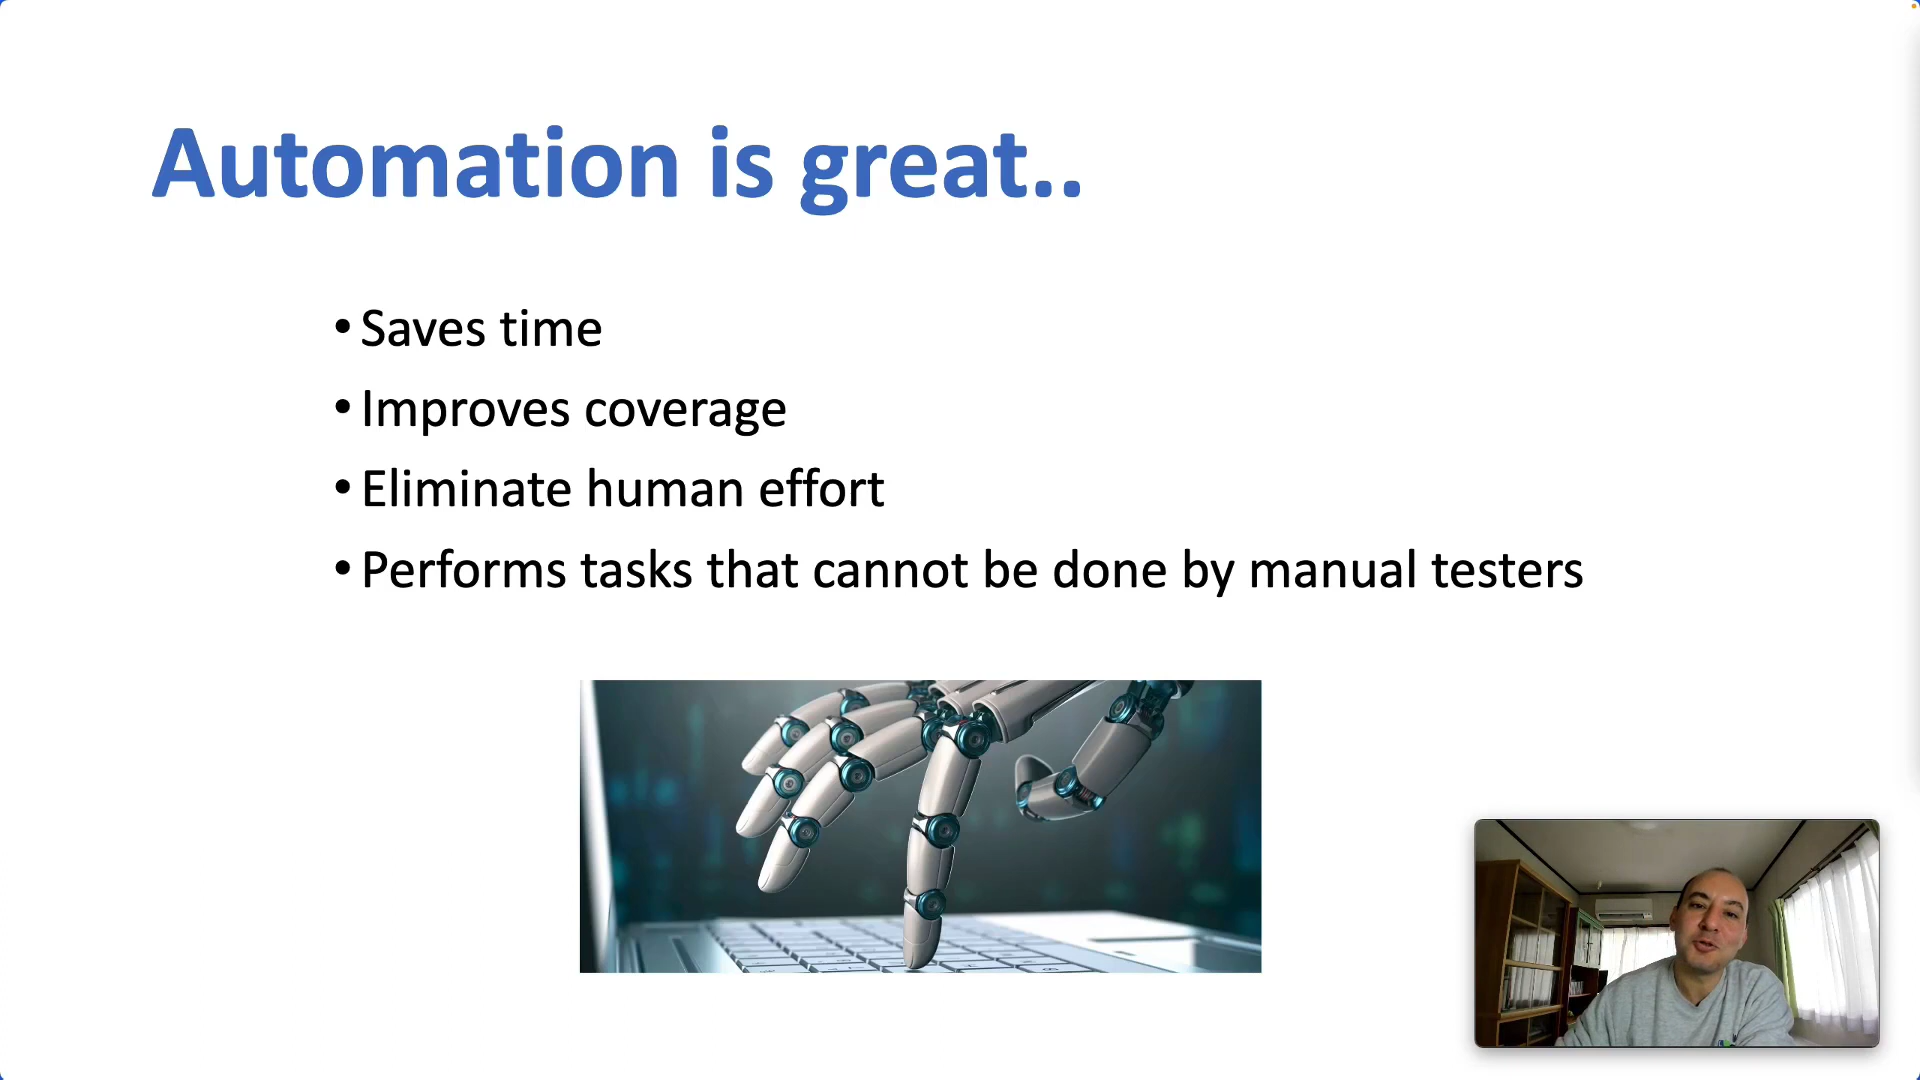 Automation is great..
• Saves time
• Improves coverage
• Eliminate human effort
• Performs tasks that cannot be done by manual testers